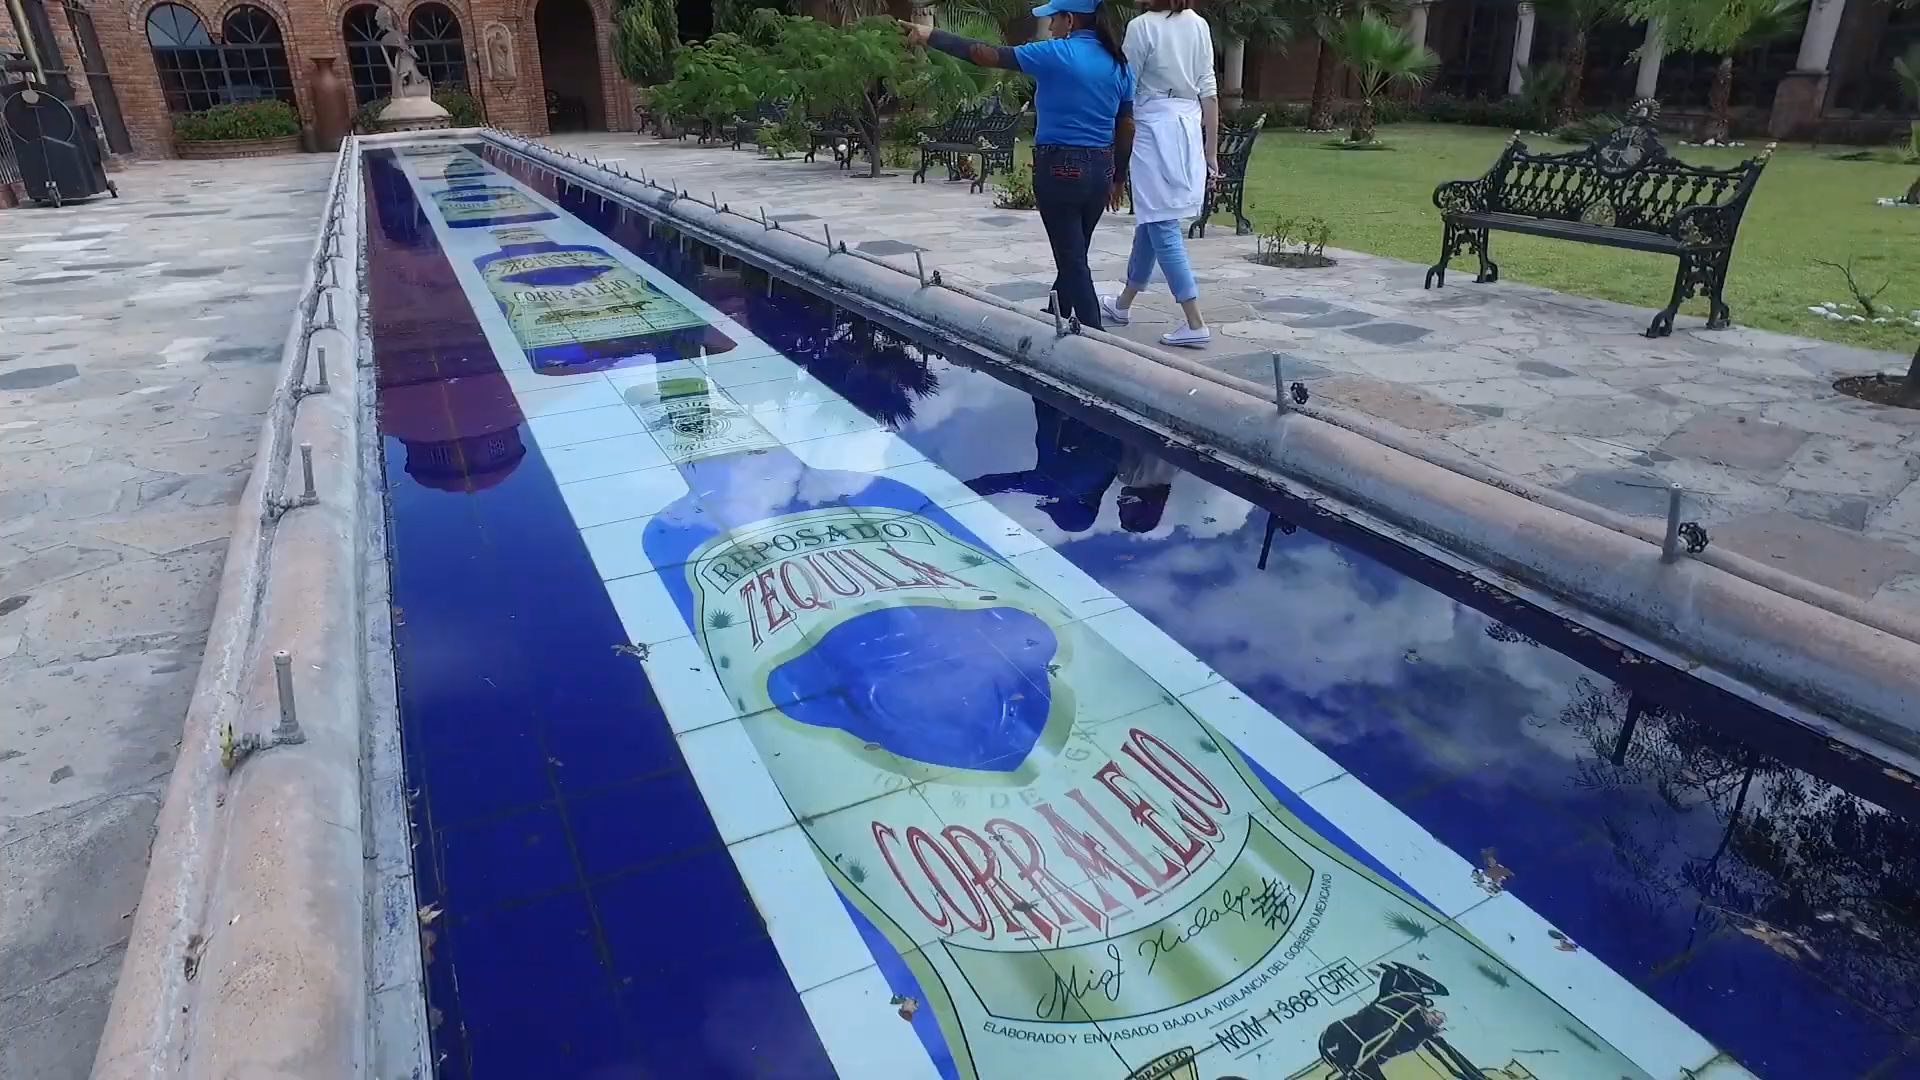 TEQUILA
CORRALEJO
REPOSADO
TEQUILA
100 % DE
CORRALEJO
Migl Hidalgo
ELABORADO Y ENVASADO BAJO LA VIGILANCIA DEL GOBIERNO MEXICANO
NOM 1368 CRT